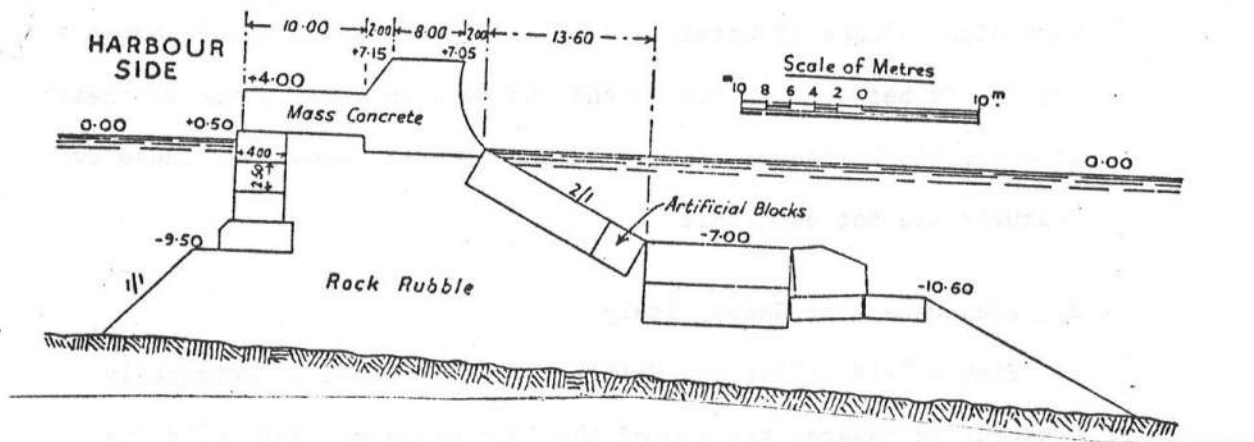 10.00 2.00 8.00 2.00 13.60
HARBOUR
SIDE
+7.15 +7.05
+4.00
Scale of Metres
m 10 8 6 4 2 0 10 m.
Mass Concrete
0.00 +0.50 0.00
4.00
2.50
2/1
Artificial Blocks
-9.50 -7.00
-10.60
1/1
Rock Rubble